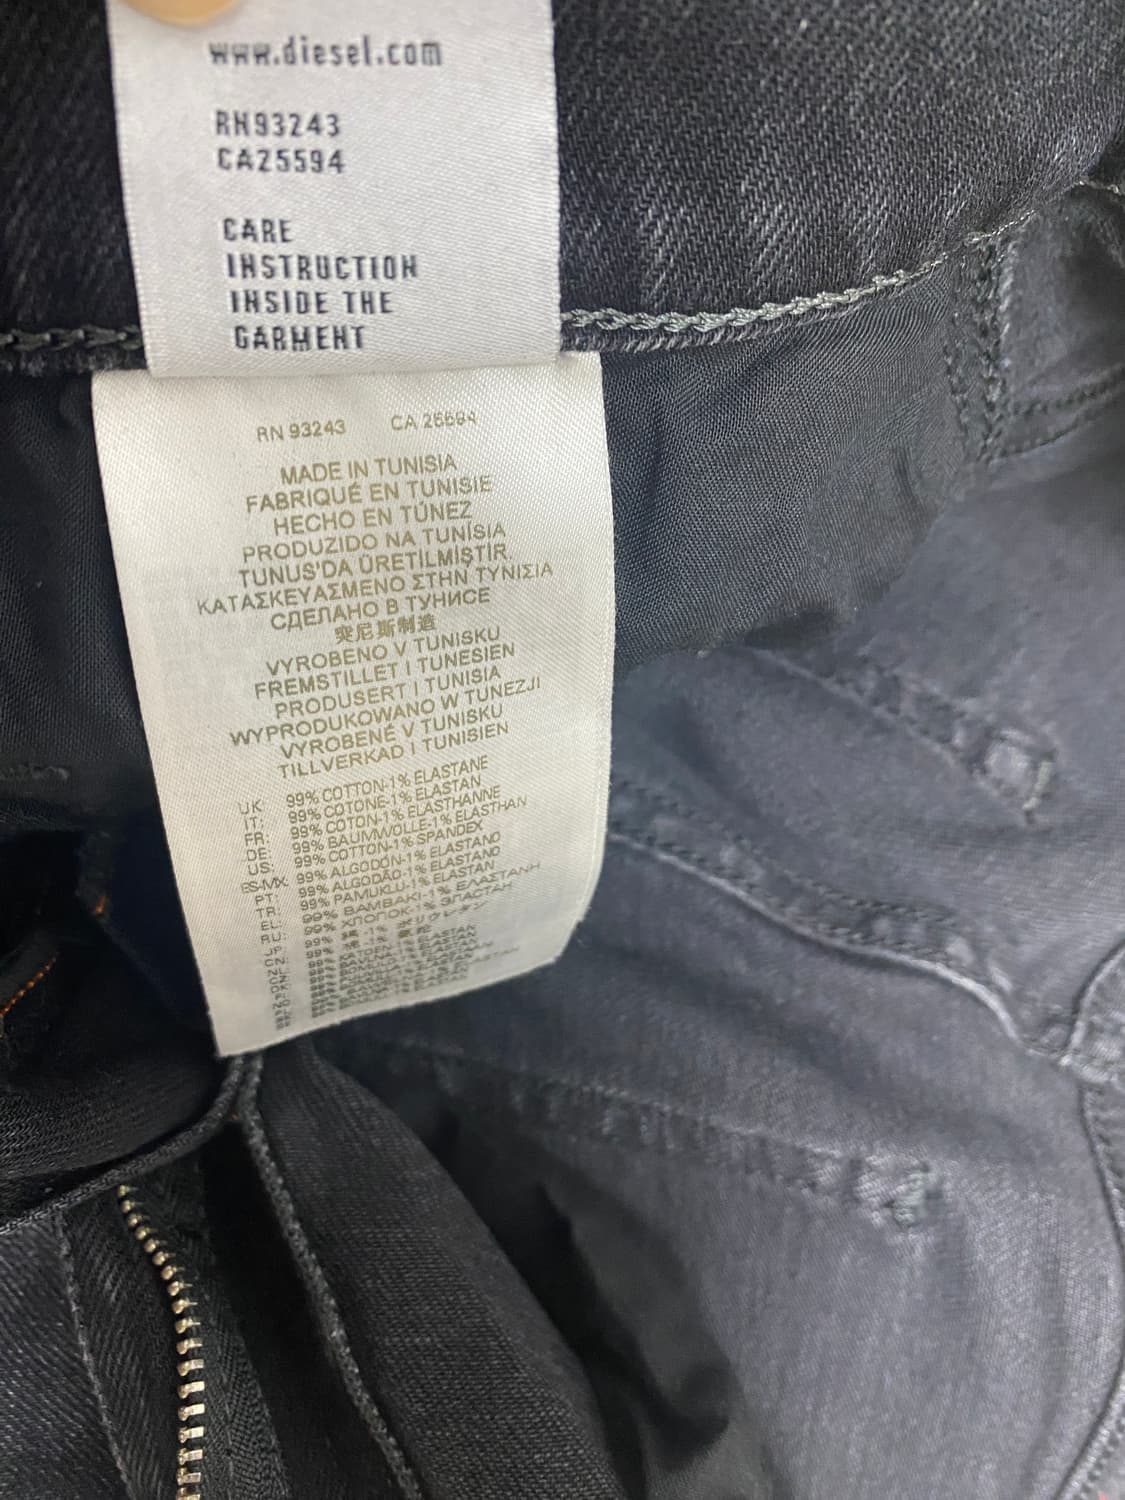 www.diesel.com
RN93243
CA25594
CARE
INSTRUCTION
INSIDE THE
GARMENT
RN 93243 CA 25594
MADE IN TUNISIA
FABRIQUÉ EN TUNISIE
HECHO EN TÚNEZ
PRODUZIDO NA TUNÍSIA
TUNUS'DA ÜRETİLMİŞTİR.
ΚΑΤΑΣΚΕΥΑΣΜΕΝΟ ΣΤΗΝ ΤΥΝΙΣΙΑ
СДЕЛАНО В ТУНИСЕ
突尼斯制造
VYROBENO V TUNISKU
FREMSTILLET I TUNESIEN
PRODUSERT I TUNISIA
WYPRODUKOWANO W TUNEZJI
VYROBENÉ V TUNISKU
TILLVERKAD I TUNISIEN
UK: 99% COTTON-1% ELASTANE
IT: 99% COTONE-1% ELASTAN
FR: 99% COTON-1% ELASTHANNE
DE: 99% BAUMWOLLE-1% ELASTHAN
US: 99% COTTON-1% SPANDEX
ES-MX: 99% ALGODÓN-1% ELASTANO
PT: 99% ALGODÃO-1% ELASTANO
TR: 99% PAMUKLU-1% ELASTAN
EL: 99% ΒΑΜΒΑΚΙ-1% ΕΛΑΣΤΑΝΗ
RU: 99% ХЛОПОК-1% ЭЛАСТАН